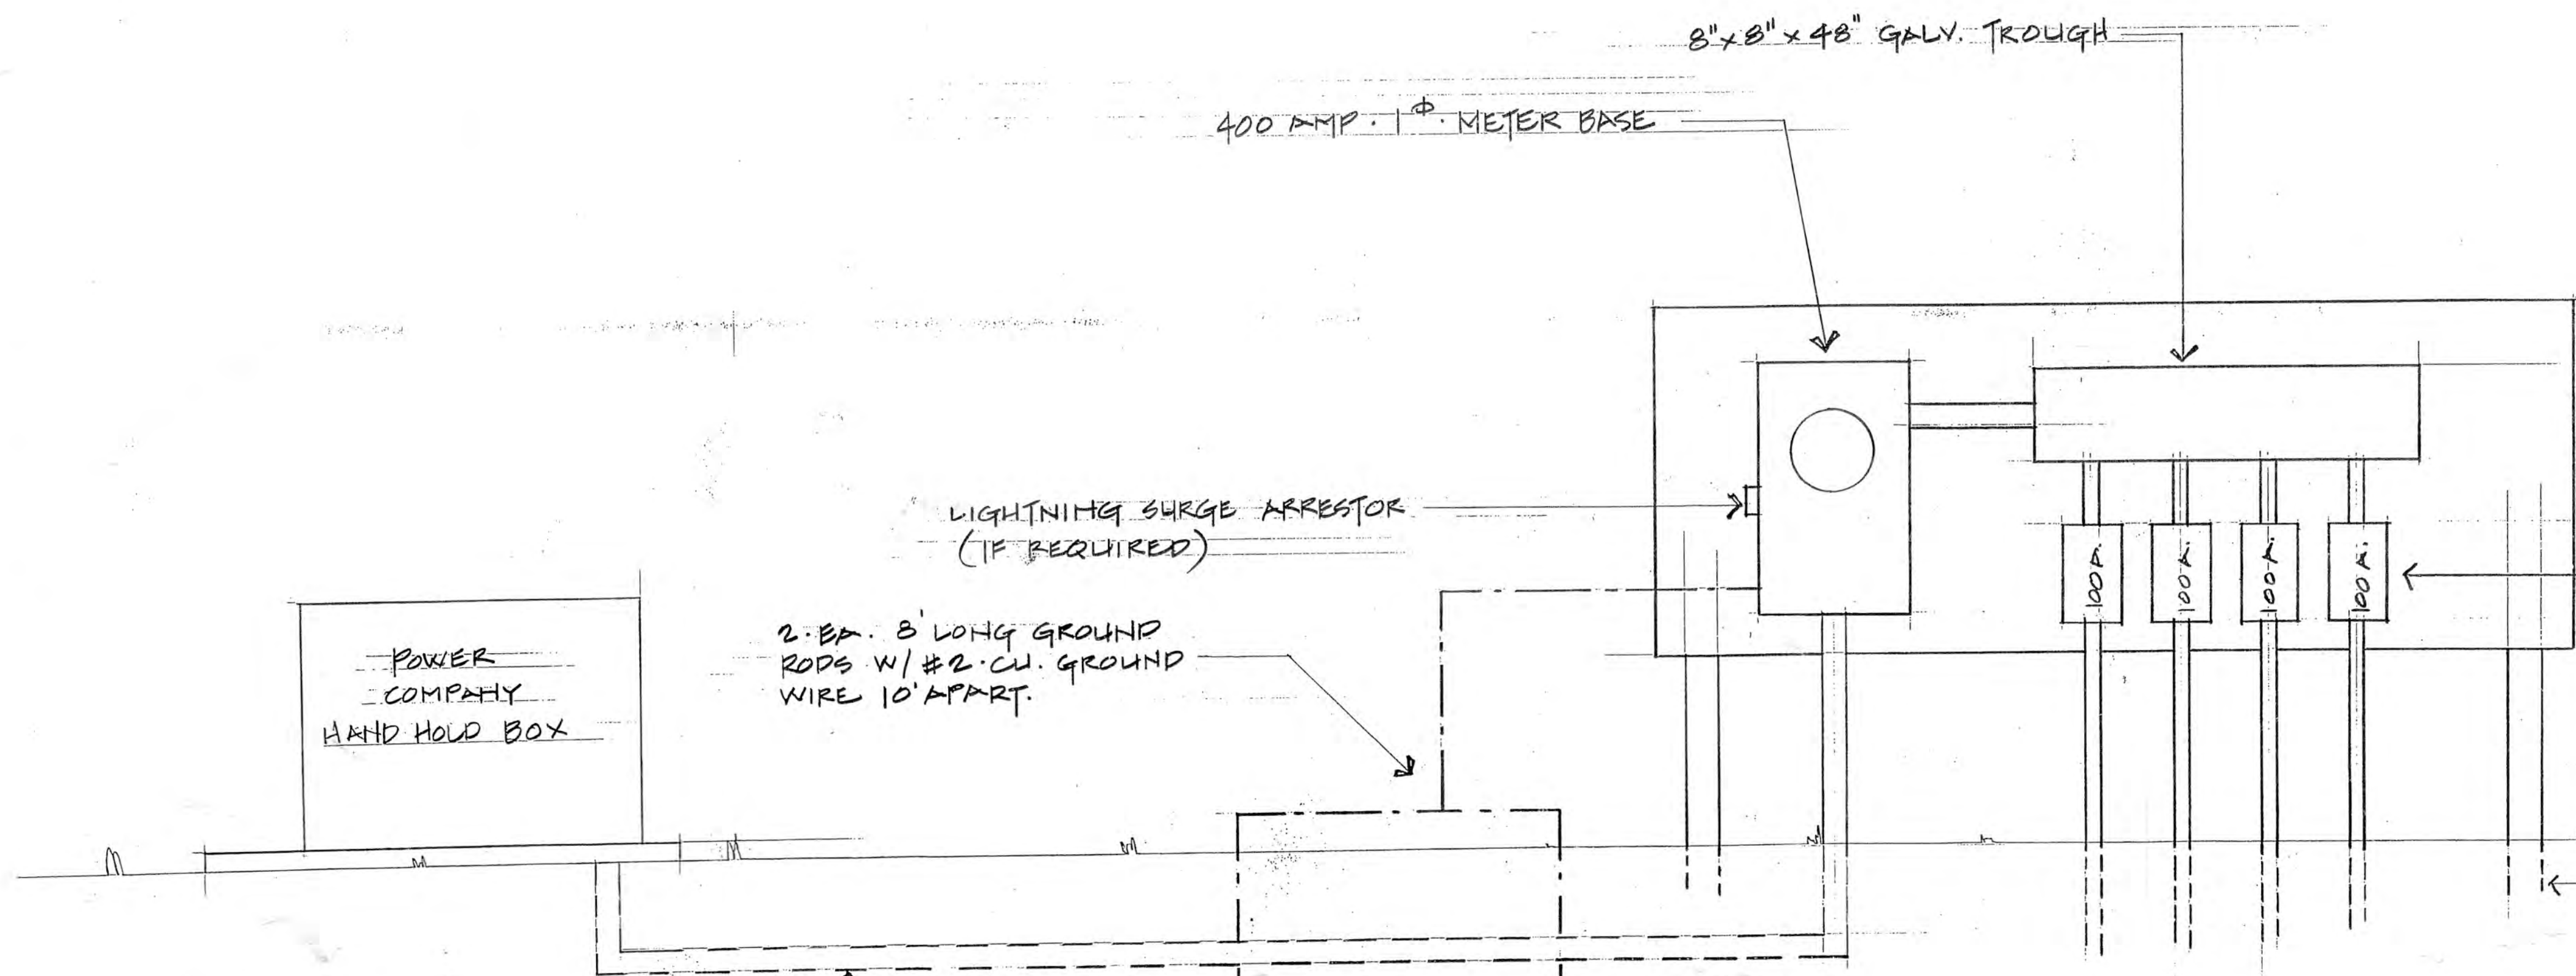 8"x8"x48" GALV. TROUGH
400 AMP. 1Φ. METER BASE
LIGHTNING SURGE ARRESTOR
(IF REQUIRED)
2.EA. 8' LONG GROUND
RODS W/ #2.CU. GROUND
WIRE 10' APART.
POWER
COMPANY
HAND HOLD BOX
100A.
100A.
100A.
100A.